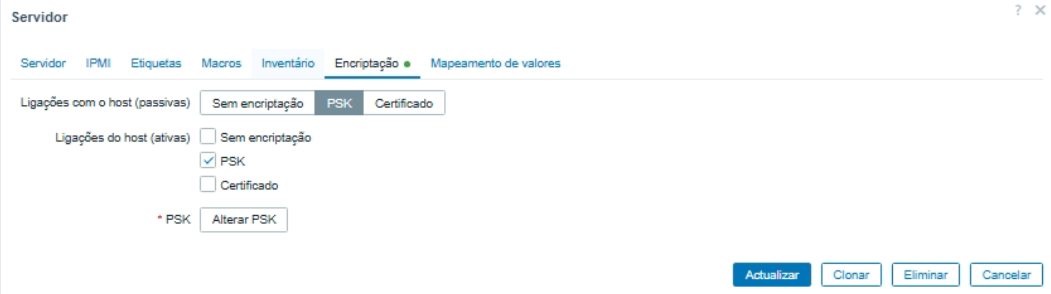 Servidor ? ×
Servidor IPMI Etiquetas Macros Inventário Encriptação Mapeamento de valores
Ligações com o host (passivas) Sem encriptação PSK Certificado
Ligações do host (ativas) Sem encriptação
PSK
Certificado
* PSK Alterar PSK
Actualizar Clonar Eliminar Cancelar